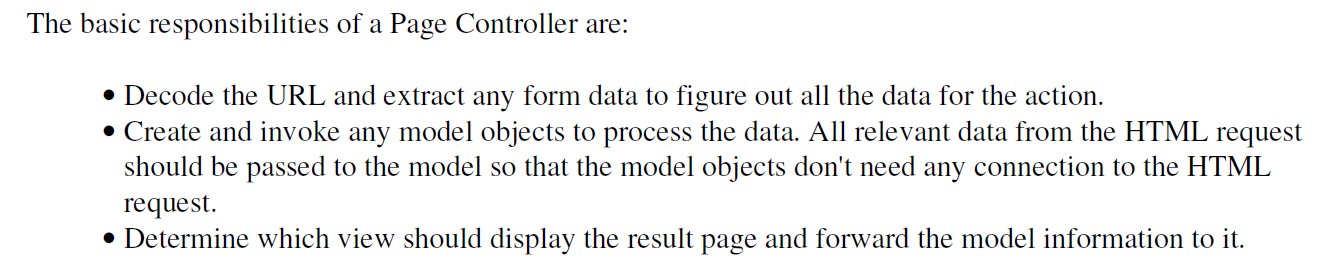 The basic responsibilities of a Page Controller are:
• Decode the URL and extract any form data to figure out all the data for the action.
• Create and invoke any model objects to process the data. All relevant data from the HTML request
should be passed to the model so that the model objects don't need any connection to the HTML
request.
• Determine which view should display the result page and forward the model information to it.